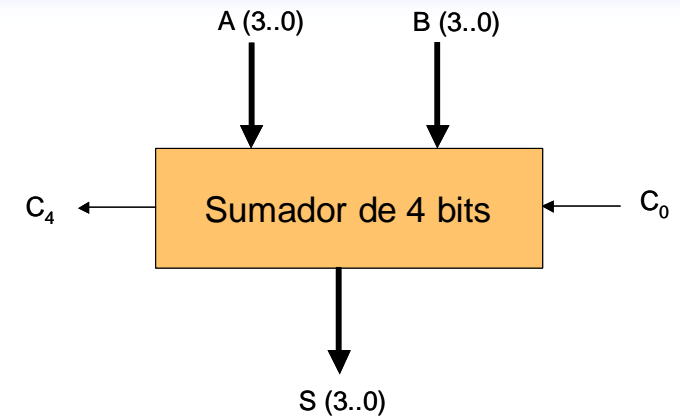 A (3..0) B (3..0)
Sumador de 4 bits
C₄
C₀
S (3..0)